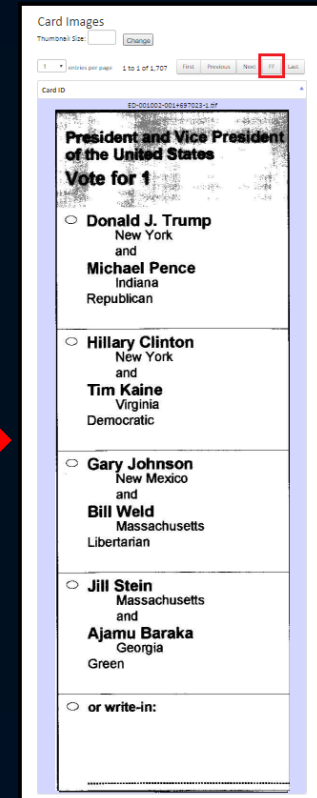 Card Images
Thumbnail Size: Change
1 entries per page 1 to 1 of 1,707 First Previous Next FF Last
Card ID
ED-001002-001+697023-1.tif
President and Vice President
of the United States
Vote for 1
Donald J. Trump
New York
and
Michael Pence
Indiana
Republican
Hillary Clinton
New York
and
Tim Kaine
Virginia
Democratic
Gary Johnson
New Mexico
and
Bill Weld
Massachusetts
Libertarian
Jill Stein
Massachusetts
and
Ajamu Baraka
Georgia
Green
or write-in: